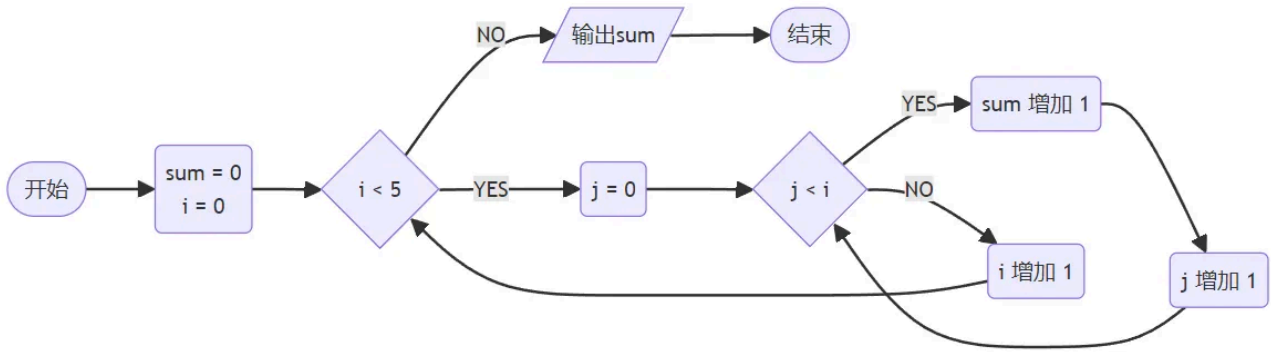 开始
sum = 0
i = 0
i < 5
NO
输出sum
结束
YES
j = 0
j < i
YES
sum 增加 1
NO
i 增加 1
j 增加 1